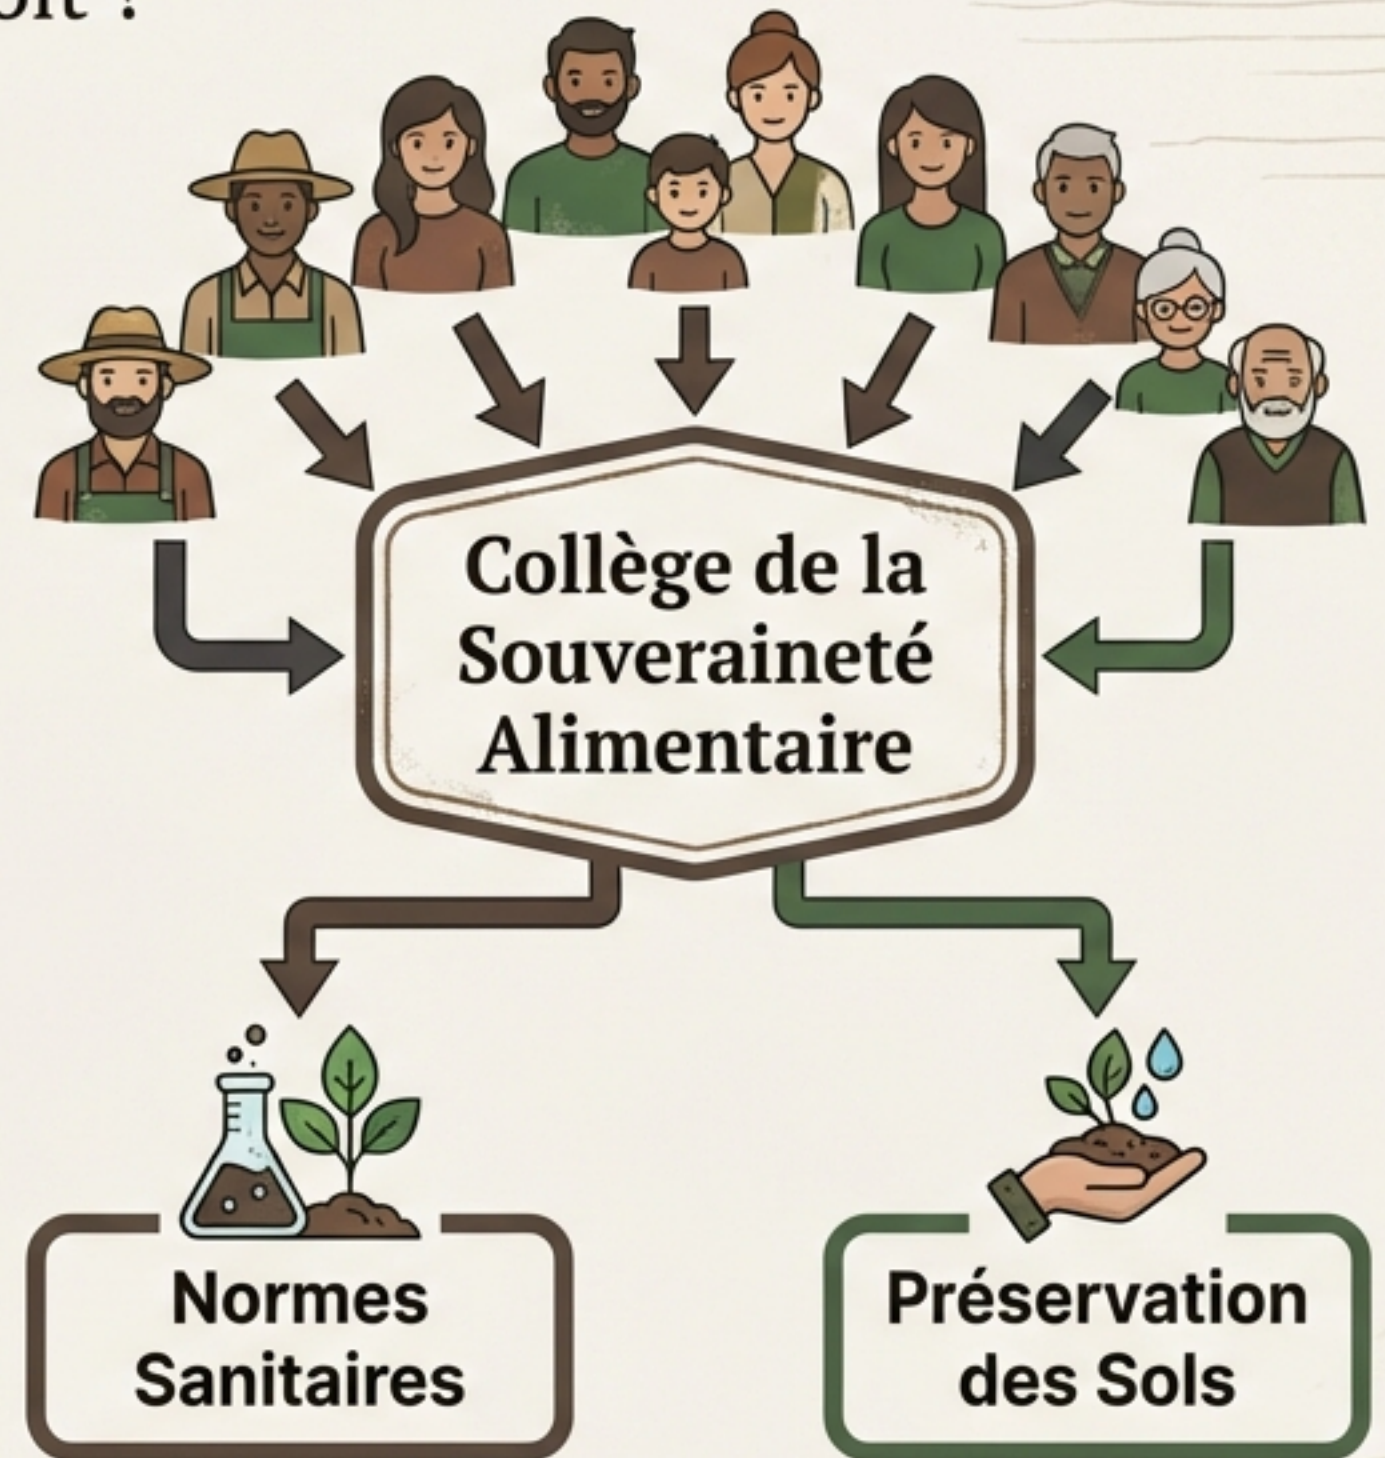 Collège de la
Souveraineté
Alimentaire
Normes
Sanitaires
Préservation
des Sols